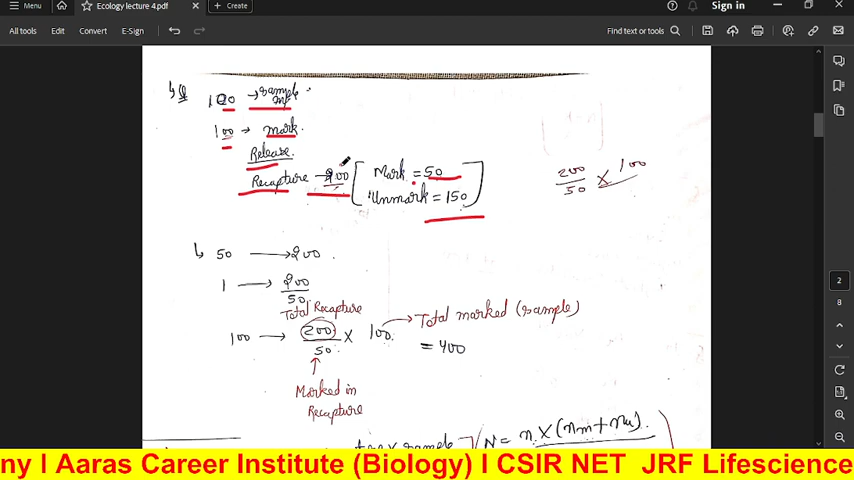 Menu
Ecology lecture 4.pdf
Create
Sign in
All tools Edit Convert E-Sign
Find text or tools
↳ Q 100 → sample
100 → mark
Release.
Recapture → 200 [ Mark = 50
Unmark = 150 ]
200/50 × 100
↳ 50 → 200
1 → 200/50
Total Recapture
100 → 200/50 × 100 → Total marked (sample)
= 400
Marked in
Recapture
sample N = n × (nm + nu)
2
8
ny I Aaras Career Institute (Biology) I CSIR NET JRF Lifescience